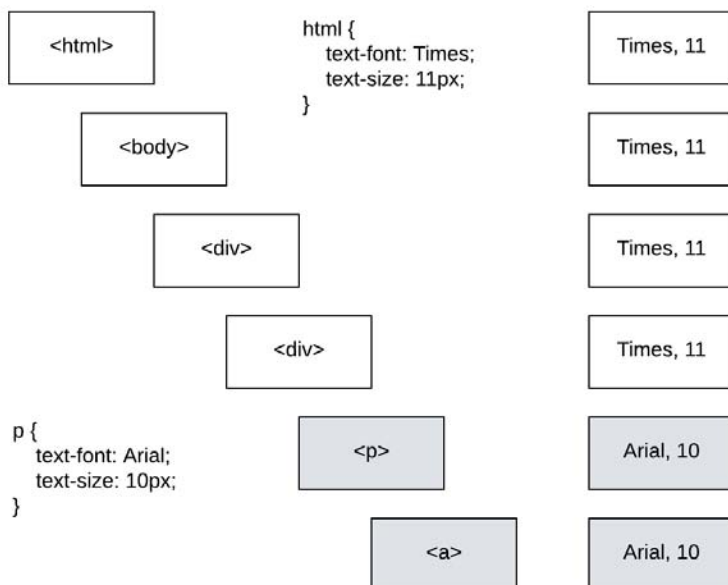 <html>
html {
text-font: Times;
text-size: 11px;
}
Times, 11
<body>
Times, 11
<div>
Times, 11
<div>
Times, 11
p {
text-font: Arial;
text-size: 10px;
}
<p>
Arial, 10
<a>
Arial, 10